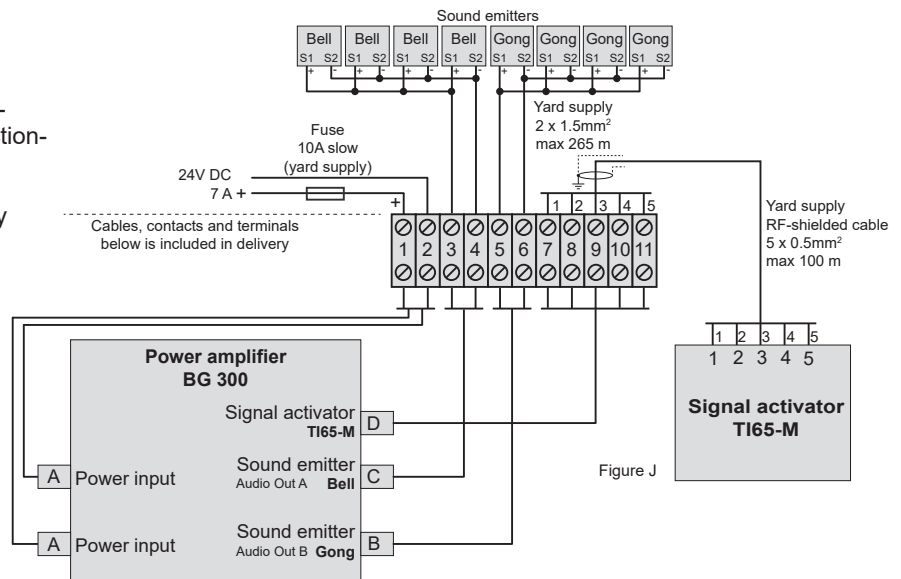 Sound emitters
Bell Bell Bell Bell Gong Gong Gong Gong
S1 S2 S1 S2 S1 S2 S1 S2 S1 S2 S1 S2 S1 S2 S1 S2
+ - + - + - + - + - + - + - + -
-
tion-
y
Fuse
10A slow
(yard supply)
24V DC
7 A +
Yard supply
2 x 1.5mm²
max 265 m
Cables, contacts and terminals
below is included in delivery
+
1 2 3 4 5
1 2 3 4 5 6 7 8 9 10 11
Yard supply
RF-shielded cable
5 x 0.5mm²
max 100 m
1 2 3 4 5
1 2 3 4 5
Signal activator
TI65-M
Power amplifier
BG 300
Signal activator D
TI65-M
A Power input
Sound emitter C
Audio Out A Bell
A Power input
Sound emitter B
Audio Out B Gong
Figure J